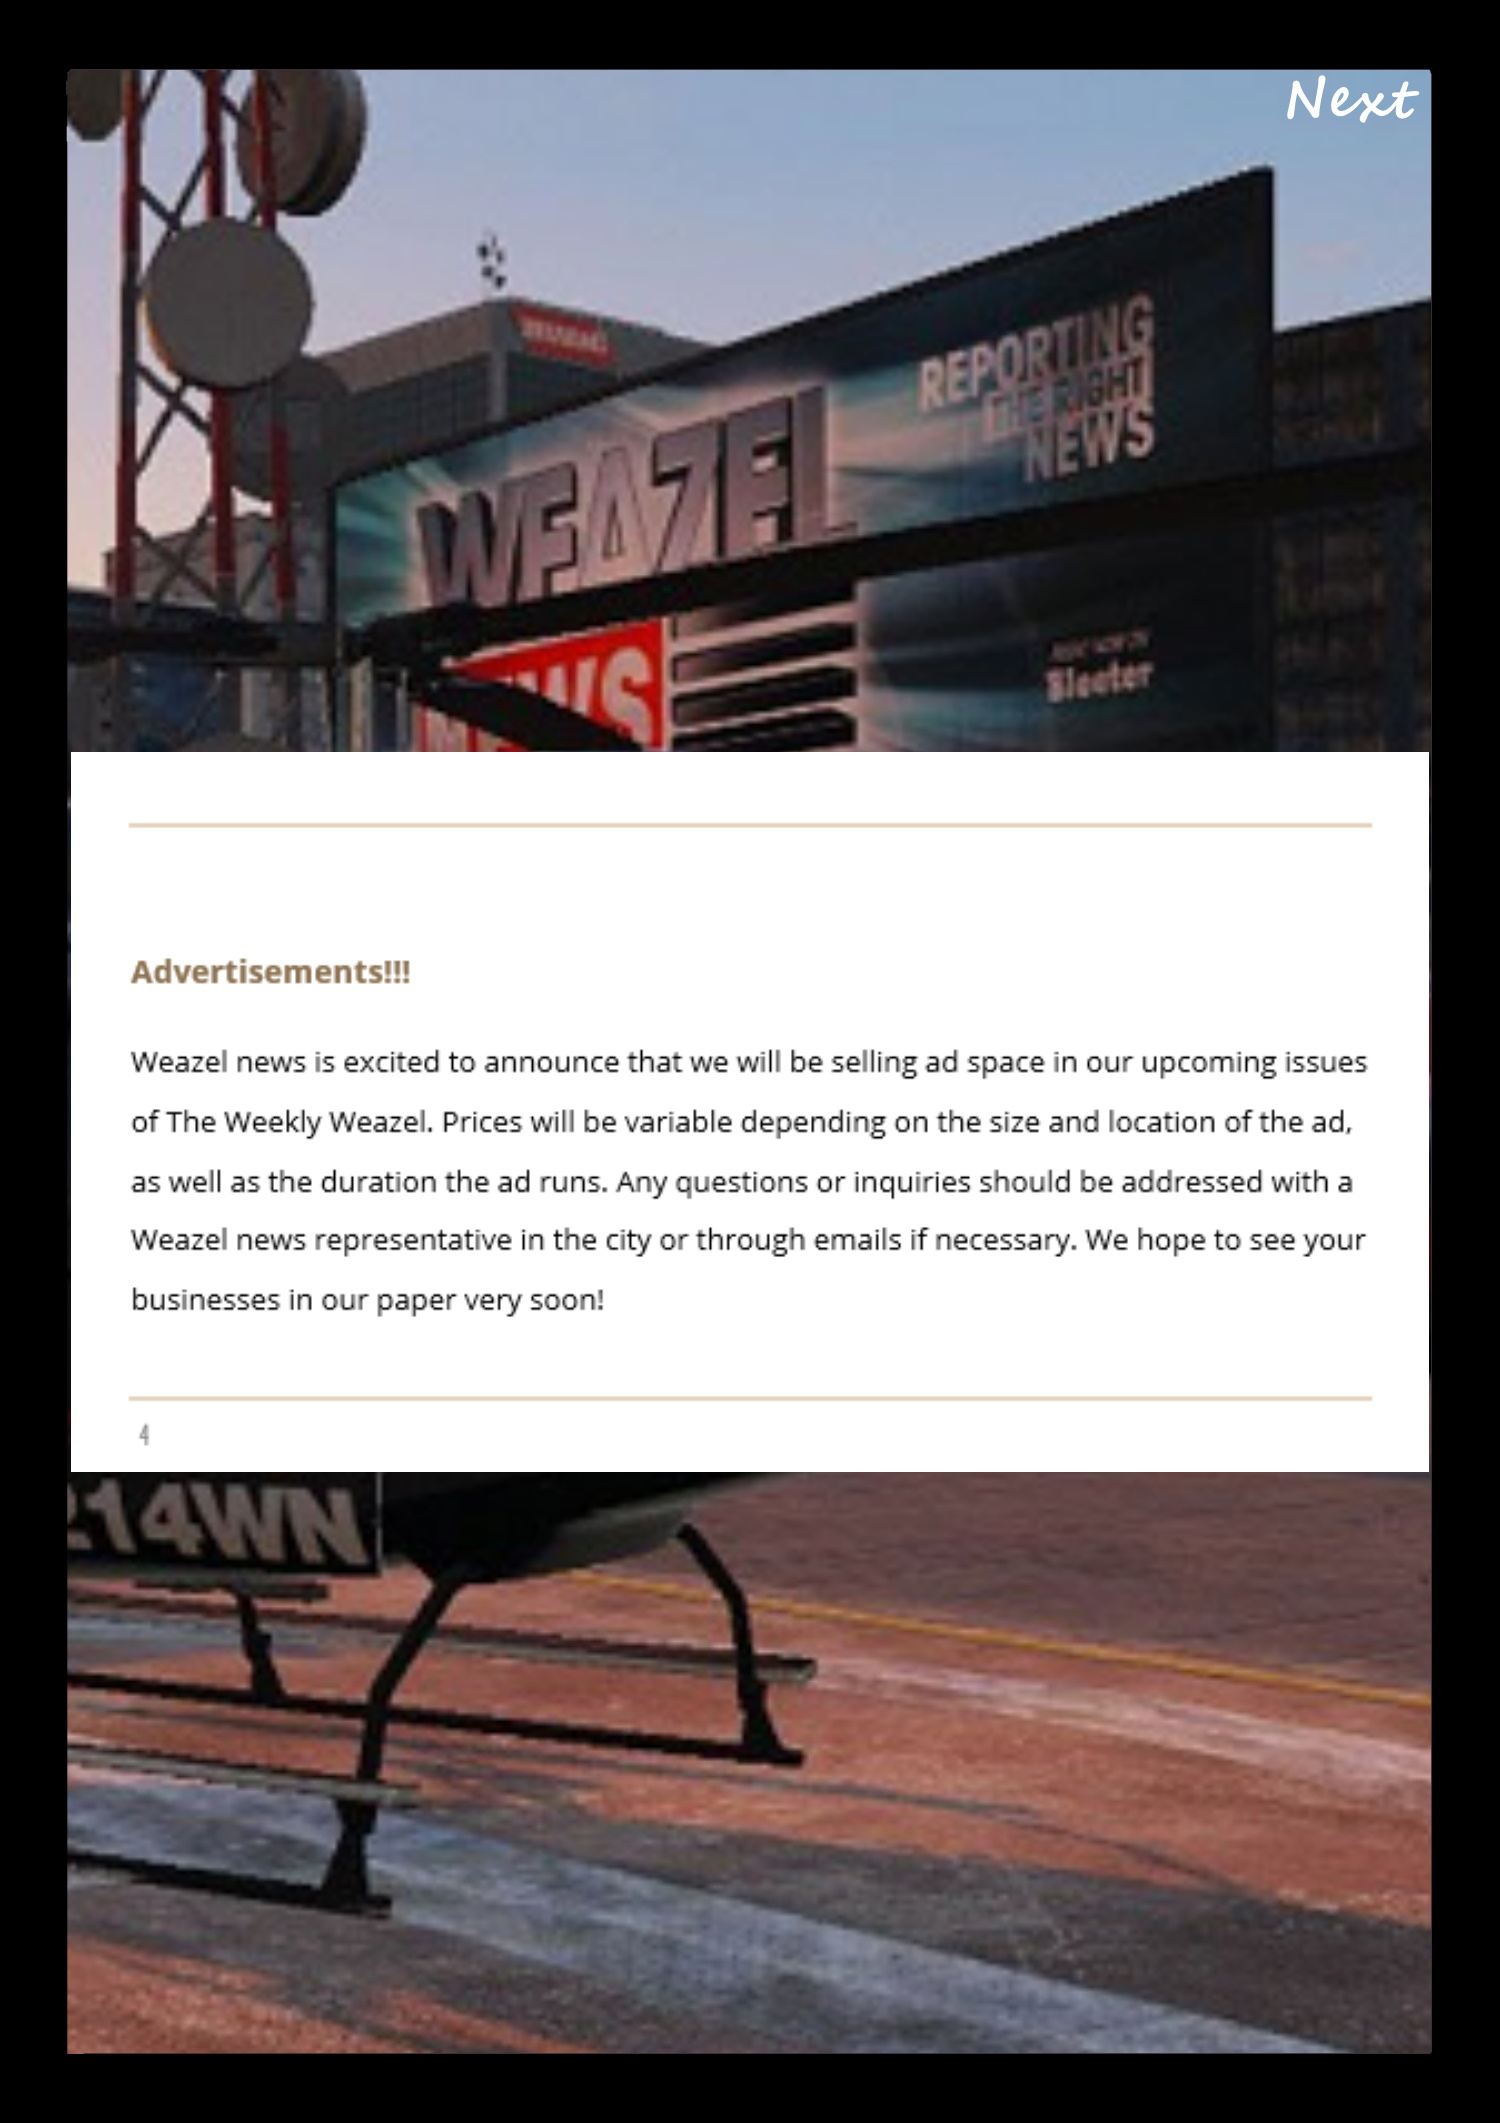 Next
REPORTING
THE RIGHT
NEWS
WEAZEL
NEWS
Bleeter
Advertisements!!!
Weazel news is excited to announce that we will be selling ad space in our upcoming issues
of The Weekly Weazel. Prices will be variable depending on the size and location of the ad,
as well as the duration the ad runs. Any questions or inquiries should be addressed with a
Weazel news representative in the city or through emails if necessary. We hope to see your
businesses in our paper very soon!
4
214WN